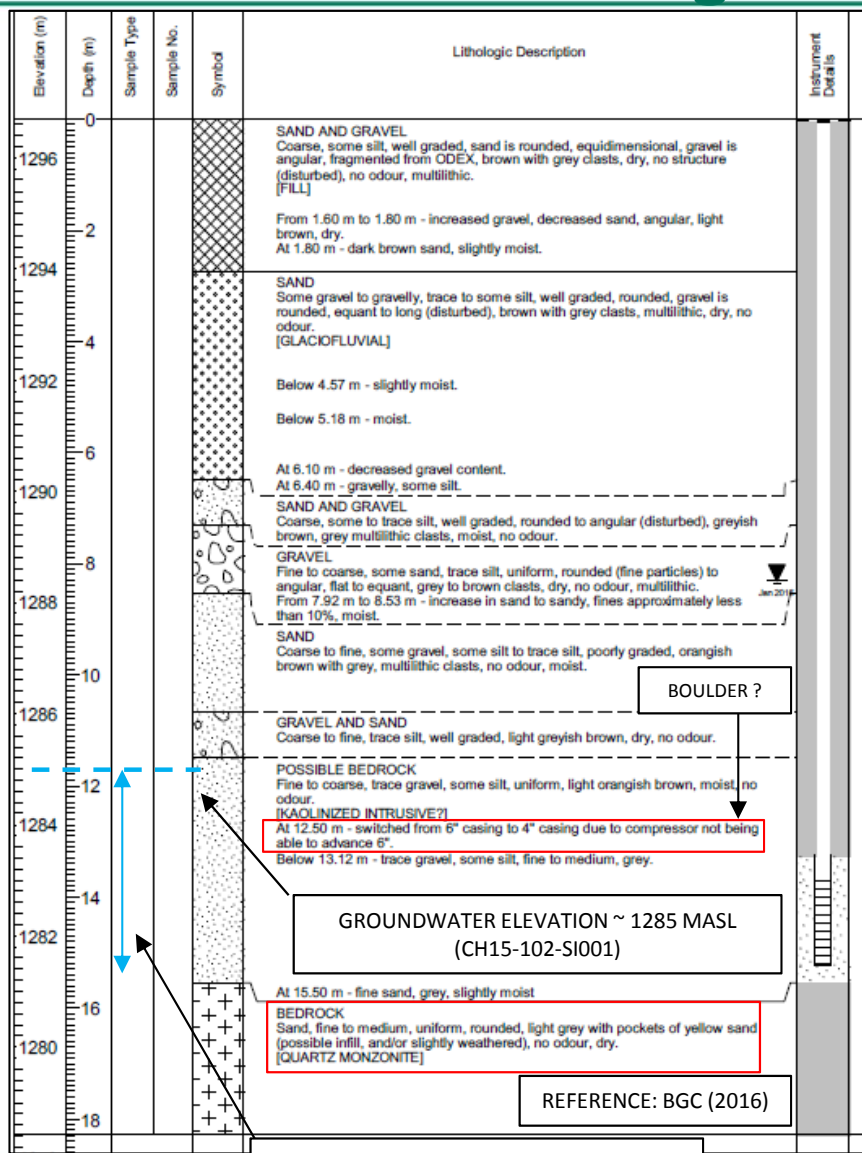 Elevation (m)
Depth (m)
Sample Type
Sample No.
Symbol
Lithologic Description
Instrument
Details
0
SAND AND GRAVEL
Coarse, some silt, well graded, sand is rounded, equidimensional, gravel is
angular, fragmented from ODEX, brown with grey clasts, dry, no structure
(disturbed), no odour, multilithic.
[FILL]
1296
From 1.60 m to 1.80 m - increased gravel, decreased sand, angular, light
brown, dry.
At 1.80 m - dark brown sand, slightly moist.
2
1294
SAND
Some gravel to gravelly, trace to some silt, well graded, rounded, gravel is
rounded, equant to long (disturbed), brown with grey clasts, multilithic, dry, no
odour.
[GLACIOFLUVIAL]
4
1292
Below 4.57 m - slightly moist.
Below 5.18 m - moist.
6
At 6.10 m - decreased gravel content.
At 6.40 m - gravelly, some silt.
1290
SAND AND GRAVEL
Coarse, some to trace silt, well graded, rounded to angular (disturbed), greyish
brown, grey multilithic clasts, moist, no odour.
8
GRAVEL
Fine to coarse, some sand, trace silt, uniform, rounded (fine particles) to
angular, flat to equant, grey to brown clasts, dry, no odour, multilithic.
From 7.92 m to 8.53 m - increase in sand to sandy, fines approximately less
than 10%, moist.
Jan 2016
1288
SAND
Coarse to fine, some gravel, some silt to trace silt, poorly graded, orangish
brown with grey, multilithic clasts, no odour, moist.
10
BOULDER ?
1286
GRAVEL AND SAND
Coarse to fine, trace silt, well graded, light greyish brown, dry, no odour.
12
POSSIBLE BEDROCK
Fine to coarse, trace gravel, some silt, uniform, light orangish brown, moist, no
odour.
[KAOLINIZED INTRUSIVE?]
1284
At 12.50 m - switched from 6" casing to 4" casing due to compressor not being
able to advance 6".
Below 13.12 m - trace gravel, some silt, fine to medium, grey.
14
GROUNDWATER ELEVATION ~ 1285 MASL
(CH15-102-SI001)
1282
At 15.50 m - fine sand, grey, slightly moist
16
BEDROCK
Sand, fine to medium, uniform, rounded, light grey with pockets of yellow sand
(possible infill, and/or slightly weathered), no odour, dry.
[QUARTZ MONZONITE]
1280
REFERENCE: BGC (2016)
18